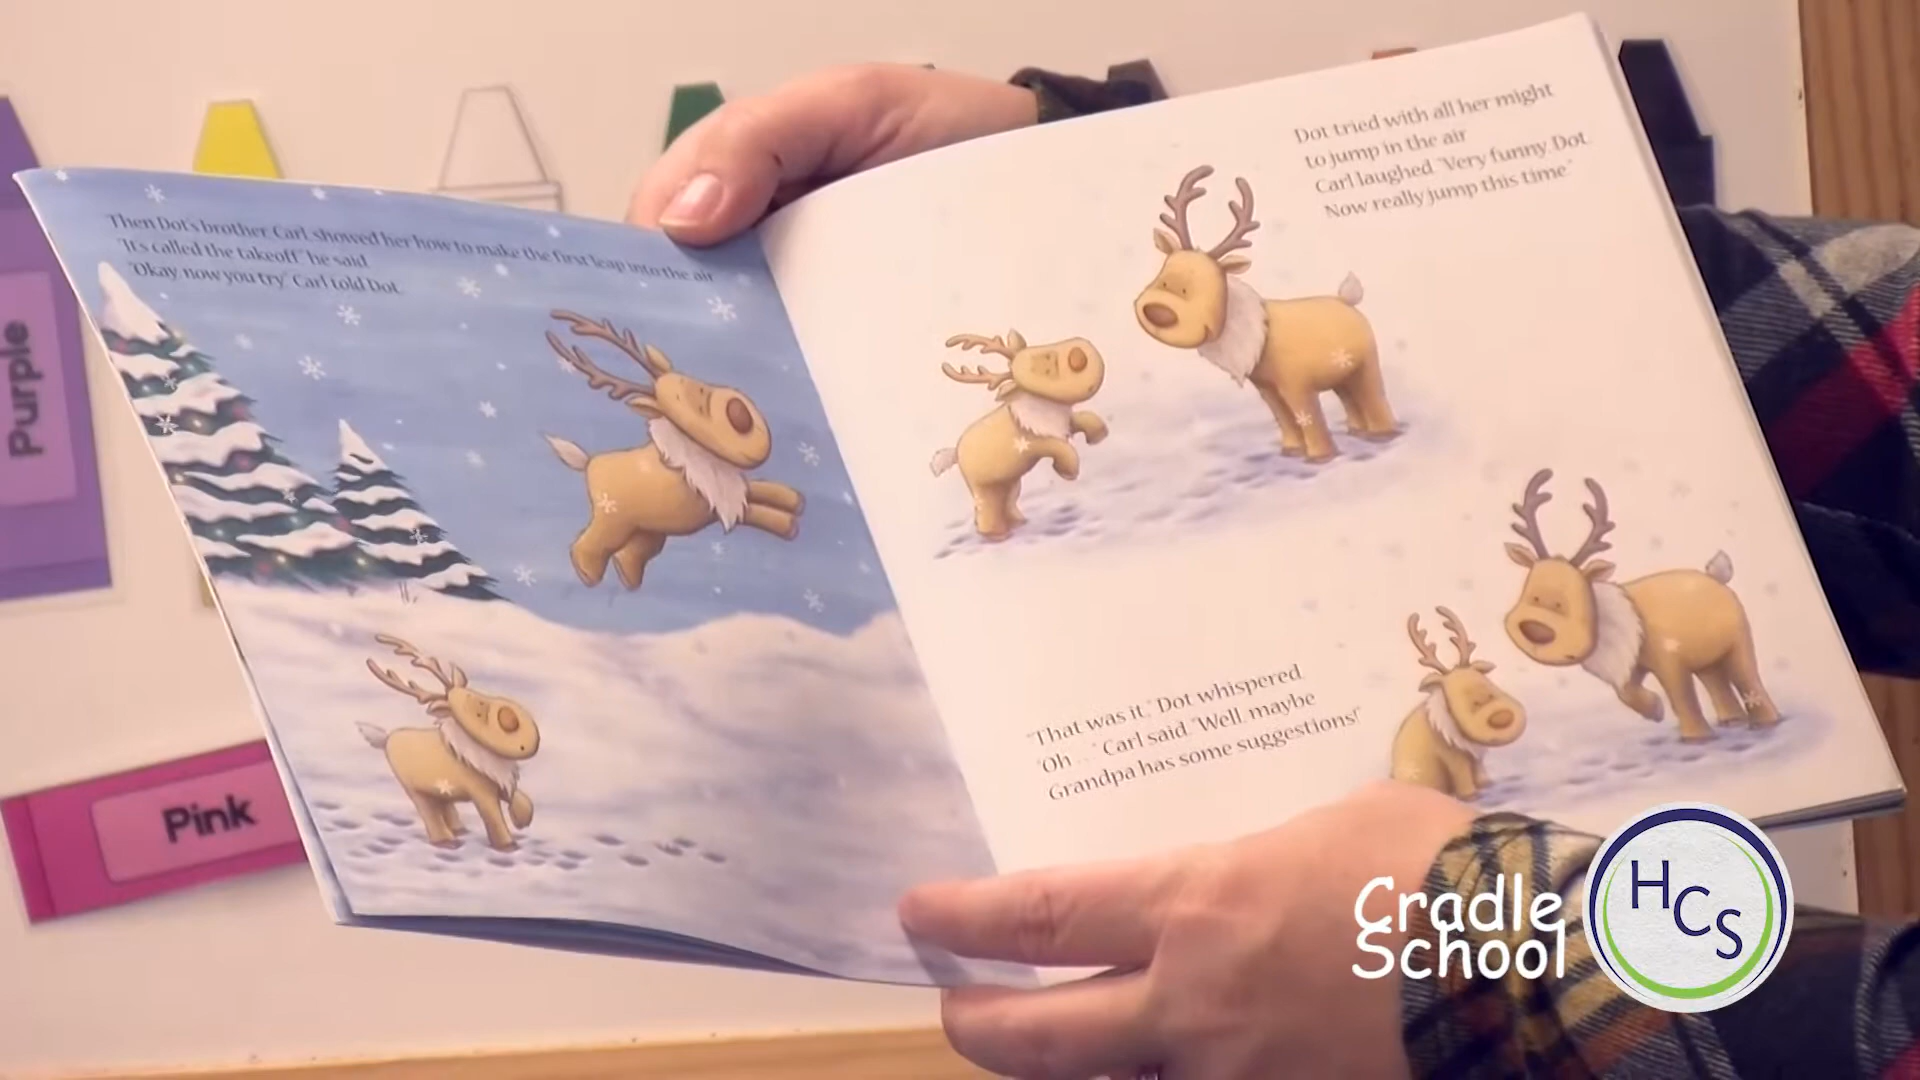 Then Dot's brother, Carl, showed her how to make the first leap into the air.
"It's called the takeoff," he said.
"Okay, now you try," Carl told Dot.
Dot tried with all her might
to jump in the air.
Carl laughed. "Very funny, Dot.
Now really jump this time."
"That was it," Dot whispered.
"Oh . . ." Carl said. "Well, maybe
Grandpa has some suggestions!"
Purple
Pink
Cradle
School
HCS